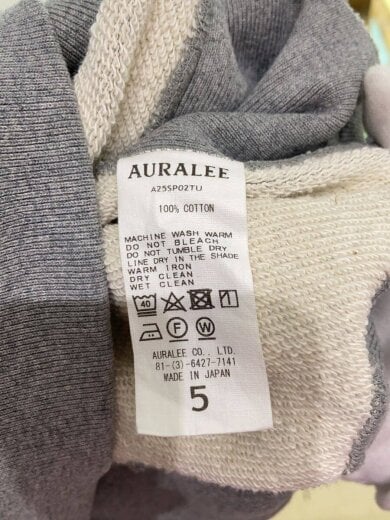 AURALEE
A25SP02TU
100% COTTON
MACHINE WASH WARM
DO NOT BLEACH
DO NOT TUMBLE DRY
LINE DRY IN THE SHADE
WARM IRON
DRY CLEAN
WET CLEAN
40
F W
AURALEE CO., LTD.
81-(3)-6427-7141
MADE IN JAPAN
5